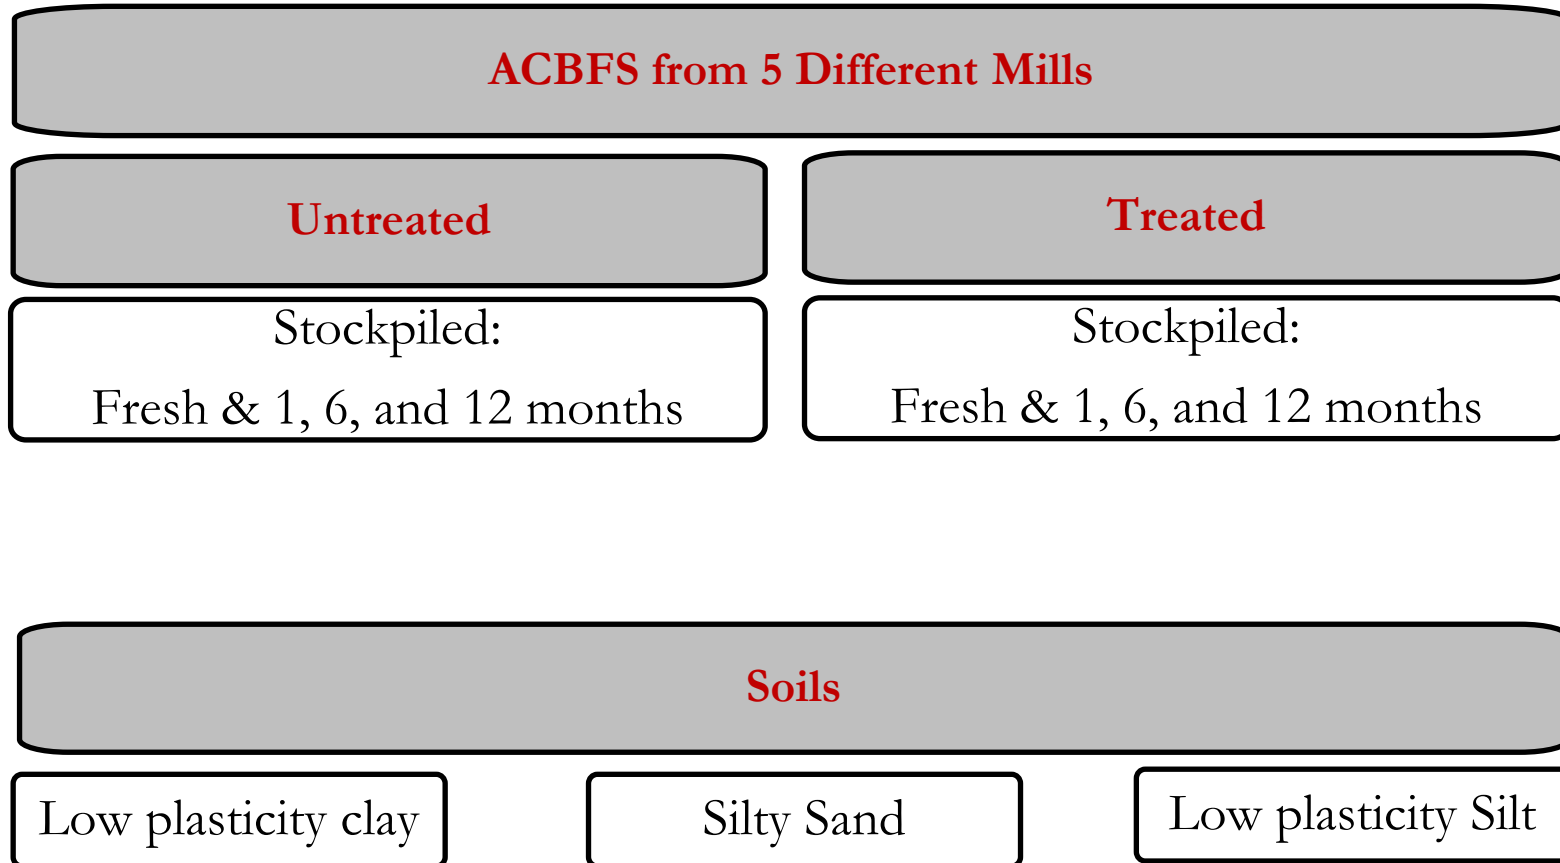 ACBFS from 5 Different Mills
Untreated
Treated
Stockpiled:
Fresh & 1, 6, and 12 months
Stockpiled:
Fresh & 1, 6, and 12 months
Soils
Low plasticity clay
Silty Sand
Low plasticity Silt